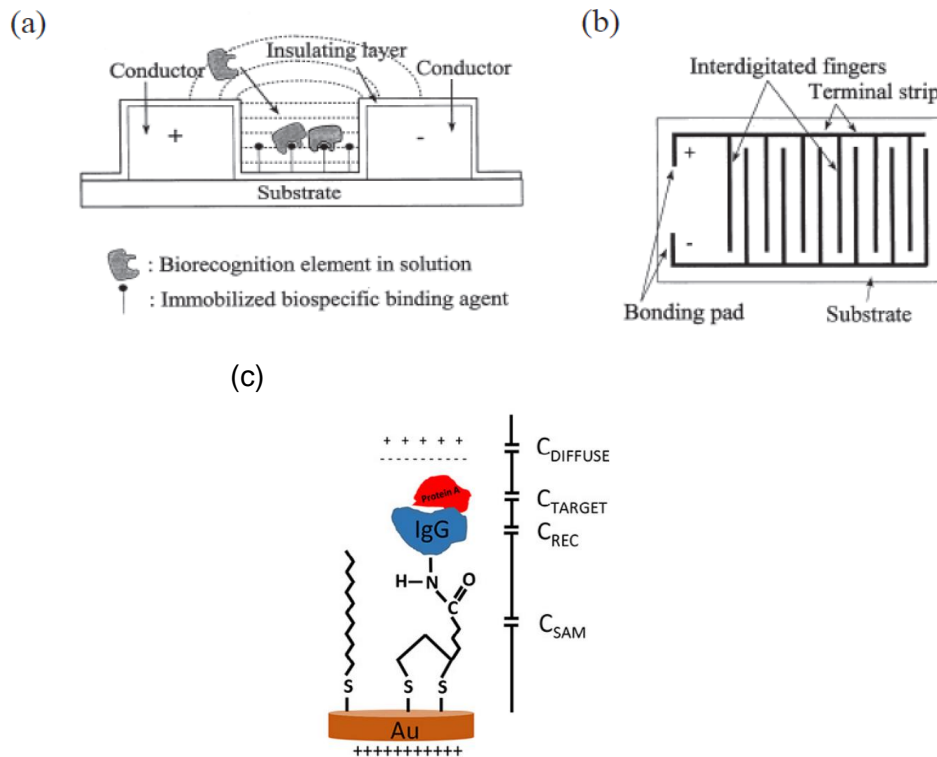 (a)
Insulating layer
Conductor
Conductor
+
-
Substrate
: Biorecognition element in solution
: Immobilized biospecific binding agent
(b)
Interdigitated fingers
Terminal strip
+
-
Bonding pad
Substrate
(c)
+ + + + +
- - - - - - - - - -
CDIFFUSE
Protein A
CTARGET
IgG
CREC
H-N
O
C
CSAM
S
S
S
Au
+++++++++++